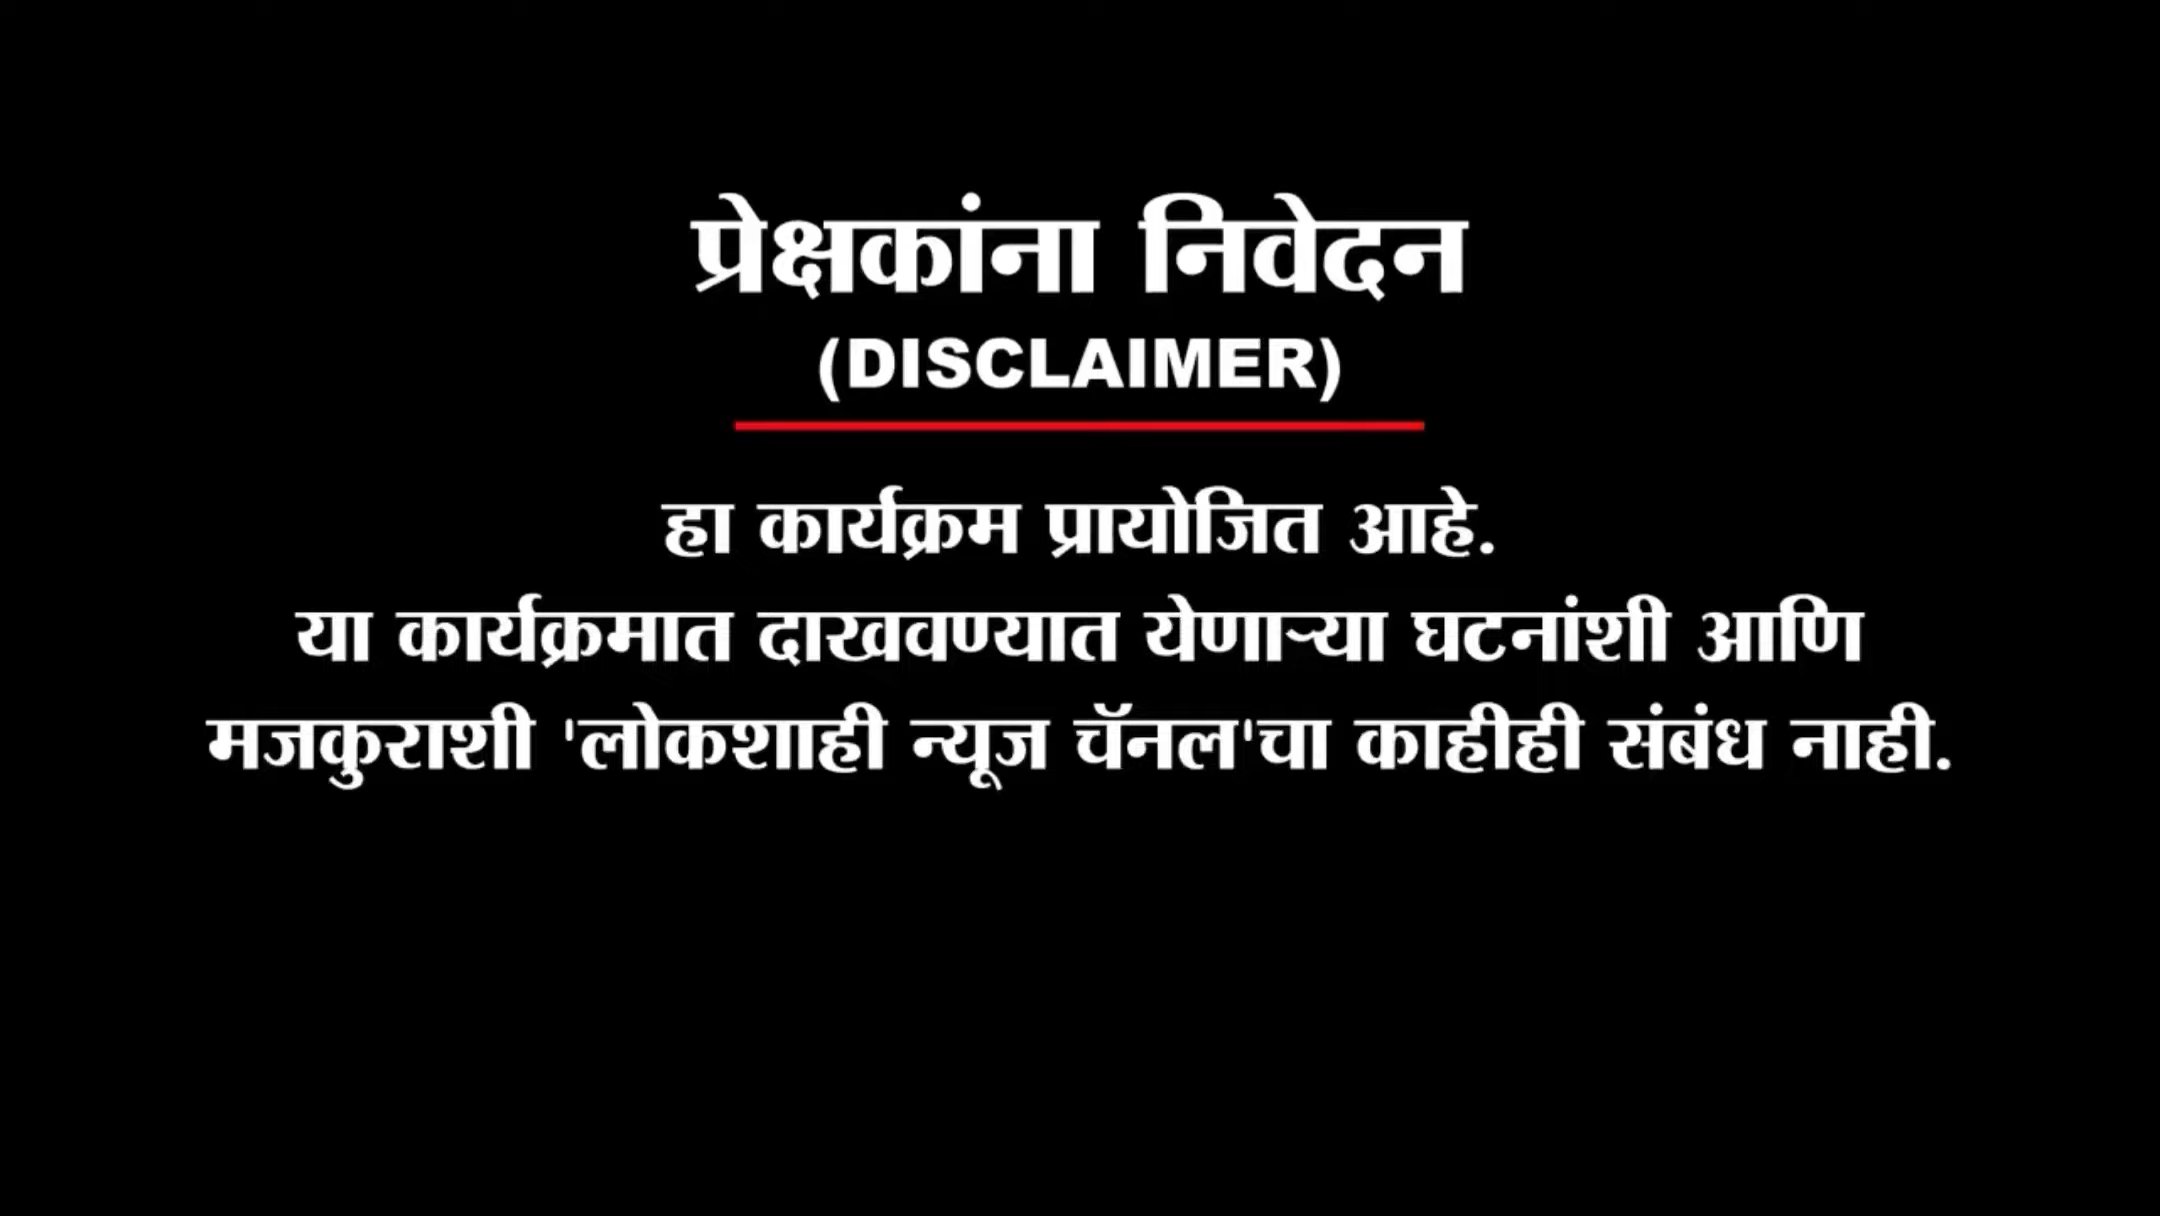 प्रेक्षकांना निवेदन
(DISCLAIMER)
हा कार्यक्रम प्रायोजित आहे.
या कार्यक्रमात दाखवण्यात येणाऱ्या घटनांशी आणि
मजकुराशी 'लोकशाही न्यूज चॅनल'चा काहीही संबंध नाही.